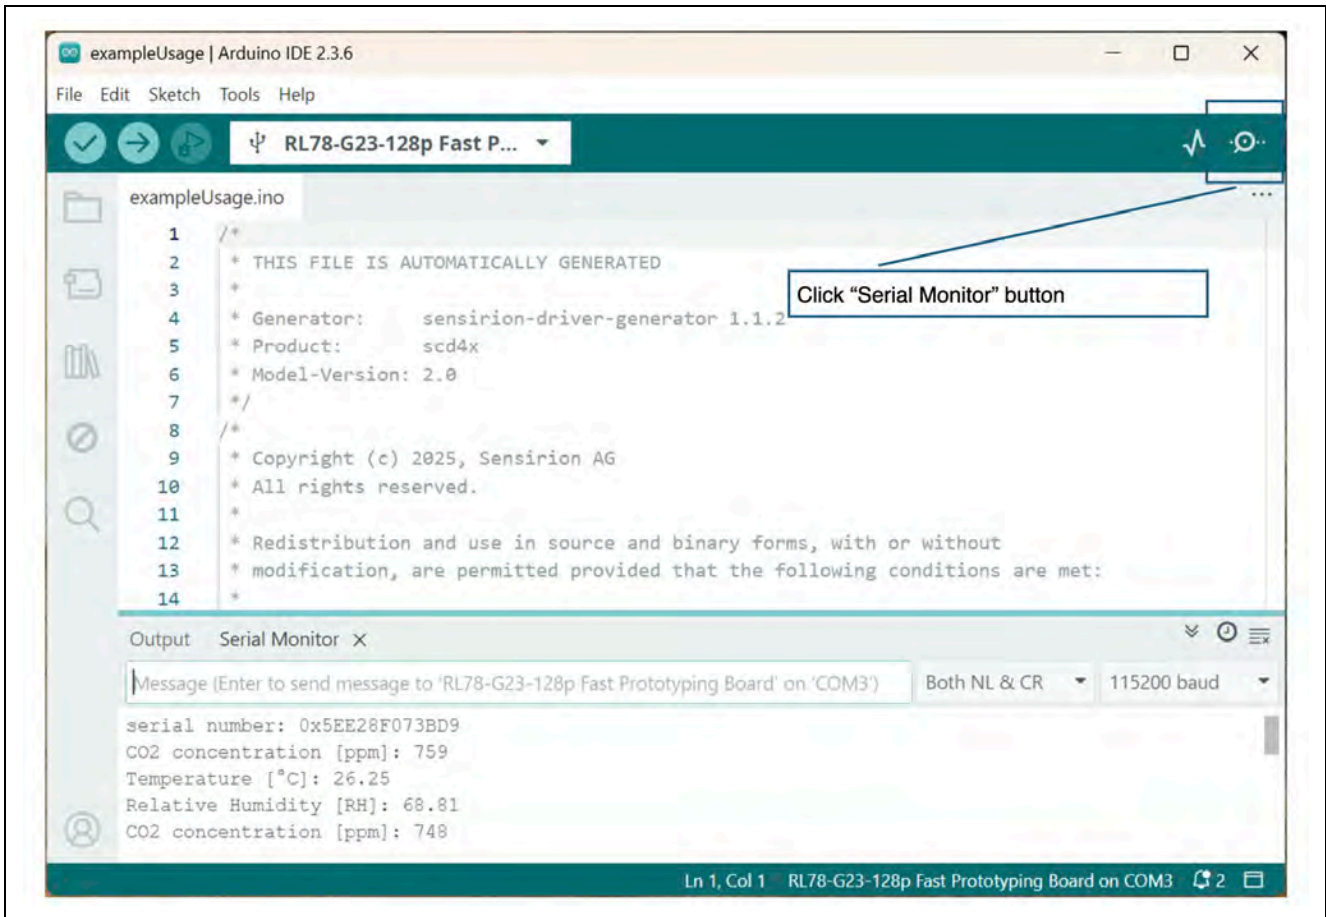 exampleUsage | Arduino IDE 2.3.6
File Edit Sketch Tools Help
RL78-G23-128p Fast P...
exampleUsage.ino
...
1 /*
2 * THIS FILE IS AUTOMATICALLY GENERATED
3 *
Click “Serial Monitor” button
4 * Generator: sensirion-driver-generator 1.1.2
5 * Product: scd4x
6 * Model-Version: 2.0
7 */
8 /*
9 * Copyright (c) 2025, Sensirion AG
10 * All rights reserved.
11 *
12 * Redistribution and use in source and binary forms, with or without
13 * modification, are permitted provided that the following conditions are met:
14 *
Output Serial Monitor ×
Message (Enter to send message to 'RL78-G23-128p Fast Prototyping Board' on 'COM3') Both NL & CR 115200 baud
serial number: 0x5EE28F073BD9
CO2 concentration [ppm]: 759
Temperature [°C]: 26.25
Relative Humidity [RH]: 68.81
CO2 concentration [ppm]: 748
Ln 1, Col 1 RL78-G23-128p Fast Prototyping Board on COM3 2